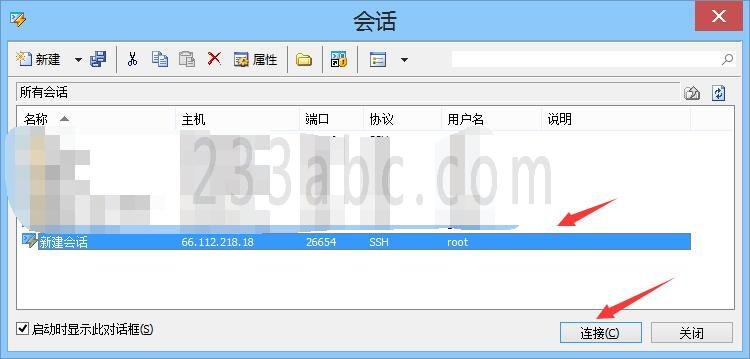 会话
新建 属性
所有会话
名称 主机 端口 协议 用户名 说明
233abc.com
新建会话 66.112.218.18 26654 SSH root
启动时显示此对话框(S) 连接(C) 关闭